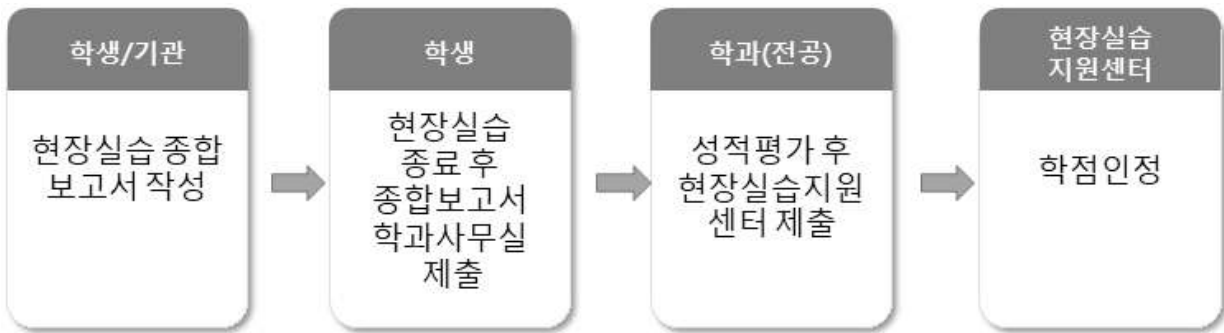 학생/기관
현장실습 종합
보고서 작성
학생
현장실습
종료 후
종합보고서
학과사무실
제출
학과(전공)
성적평가 후
현장실습지원
센터 제출
현장실습
지원센터
학점인정